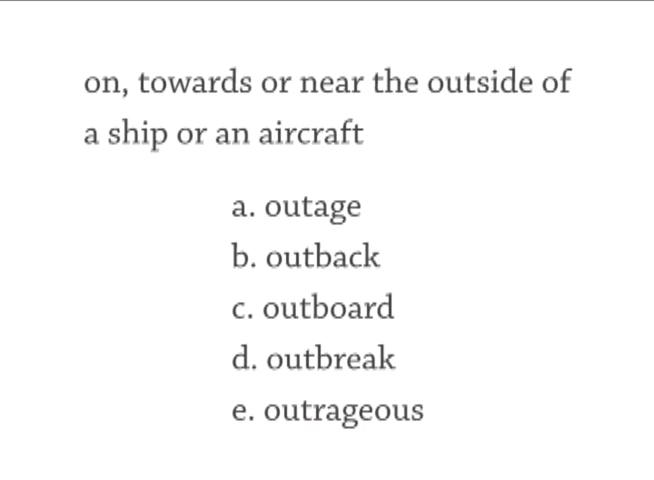 on, towards or near the outside of
a ship or an aircraft
a. outage
b. outback
c. outboard
d. outbreak
e. outrageous